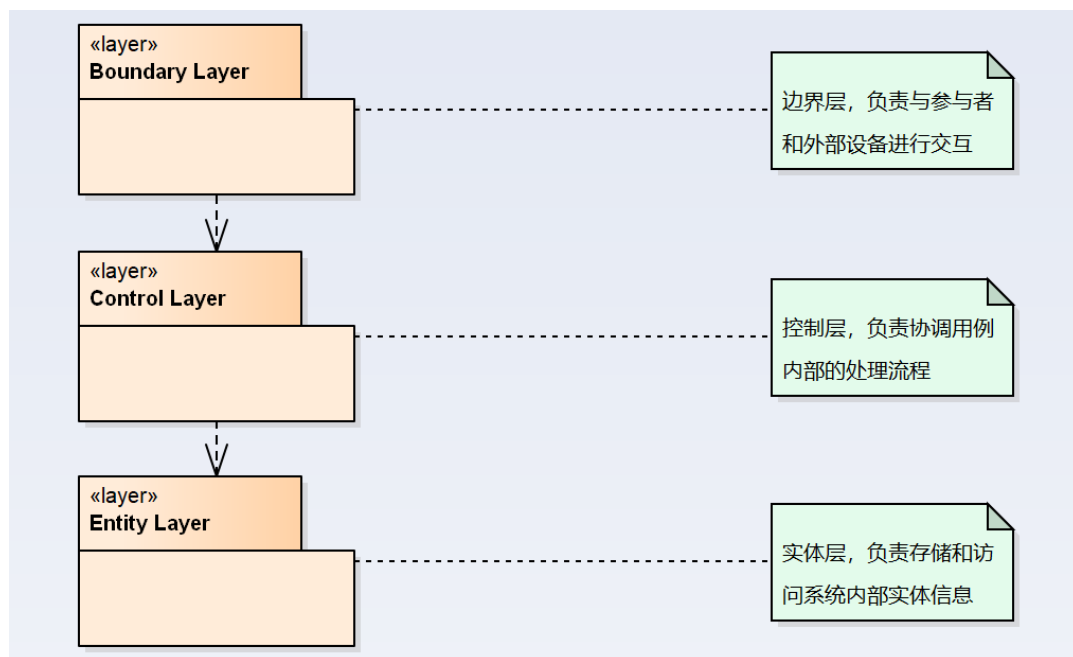 «layer»
Boundary Layer
边界层，负责与参与者
和外部设备进行交互
«layer»
Control Layer
控制层，负责协调用例
内部的处理流程
«layer»
Entity Layer
实体层，负责存储和访
问系统内部实体信息